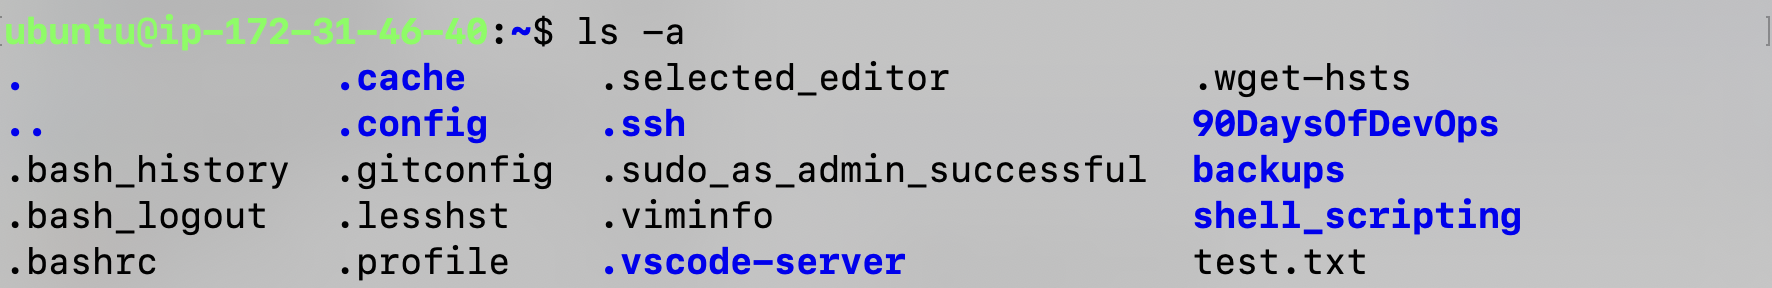 ubuntu@ip-172-31-46-40:~$ ls -a
. .cache .selected_editor .wget-hsts
.. .config .ssh 90DaysOfDevOps
.bash_history .gitconfig .sudo_as_admin_successful backups
.bash_logout .lesshst .viminfo shell_scripting
.bashrc .profile .vscode-server test.txt